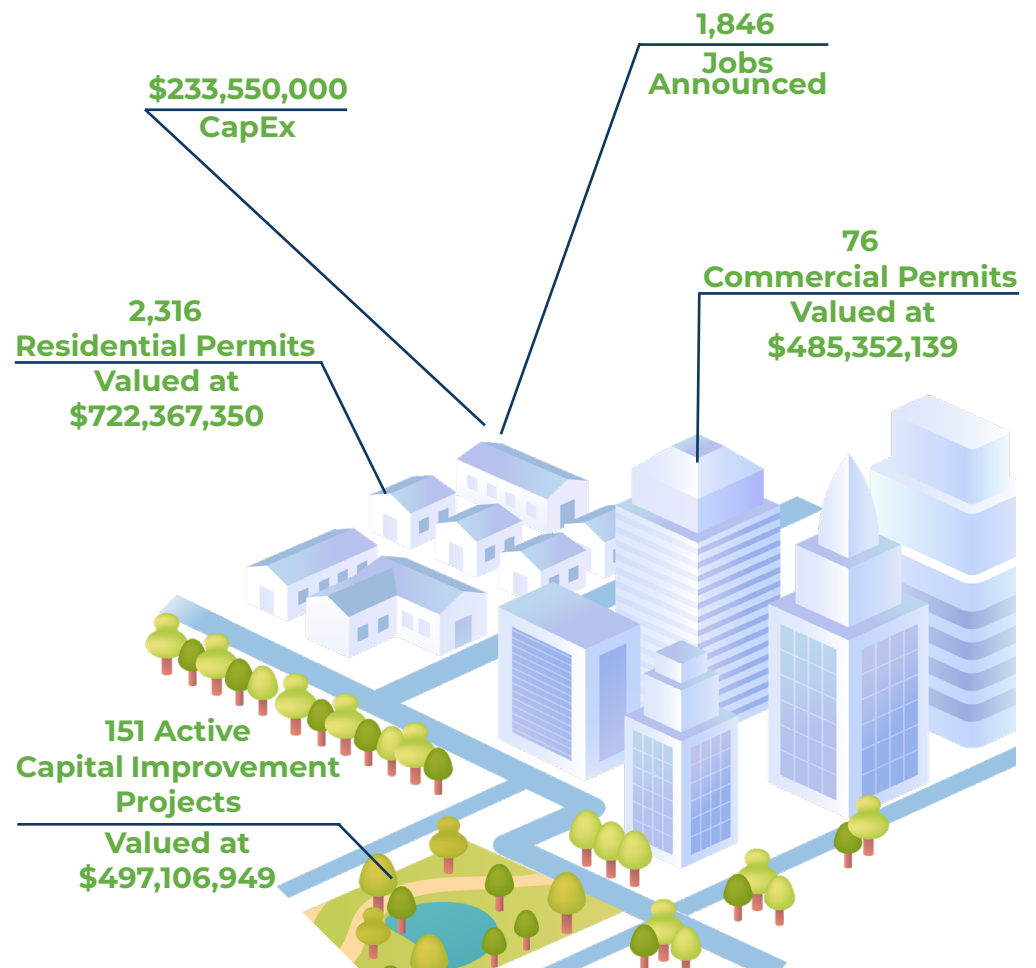 1,846
Jobs
Announced
$233,550,000
CapEx
76
Commercial Permits
Valued at
$485,352,139
2,316
Residential Permits
Valued at
$722,367,350
151 Active
Capital Improvement
Projects
Valued at
$497,106,949